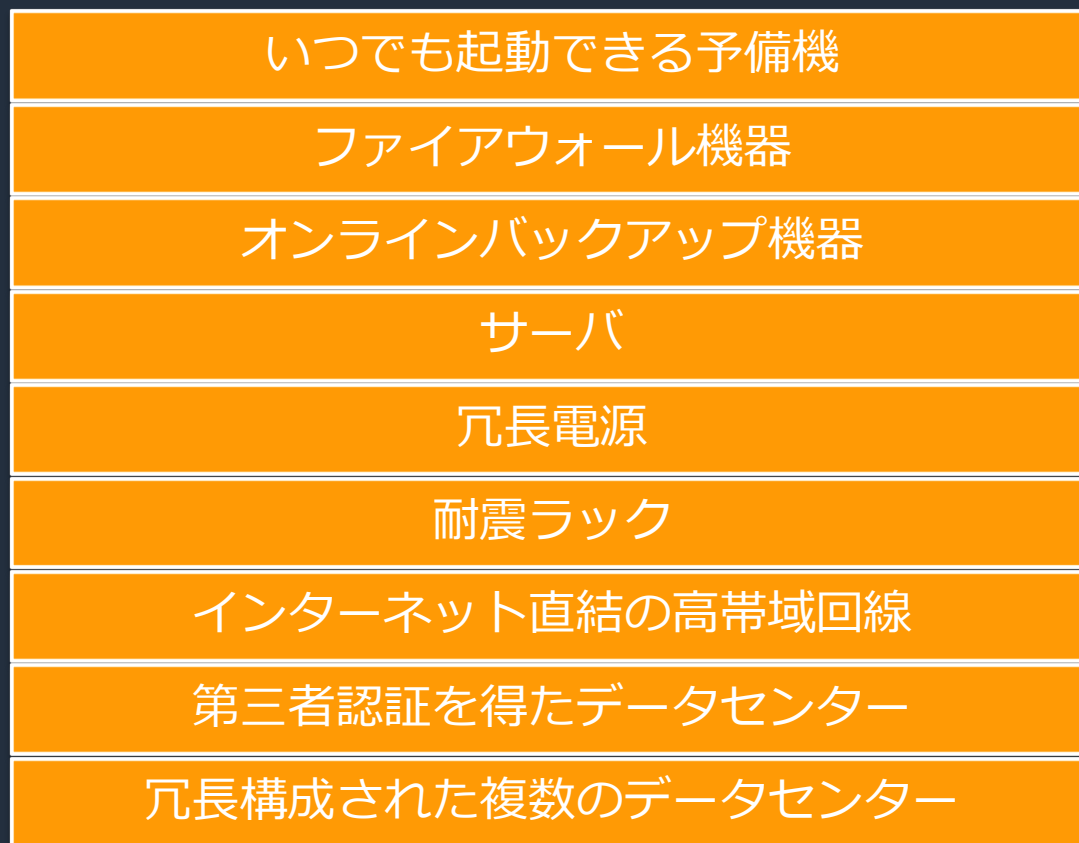 いつでも起動できる予備機
ファイアウォール機器
オンラインバックアップ機器
サーバ
冗長電源
耐震ラック
インターネット直結の高帯域回線
第三者認証を得たデータセンター
冗長構成された複数のデータセンター